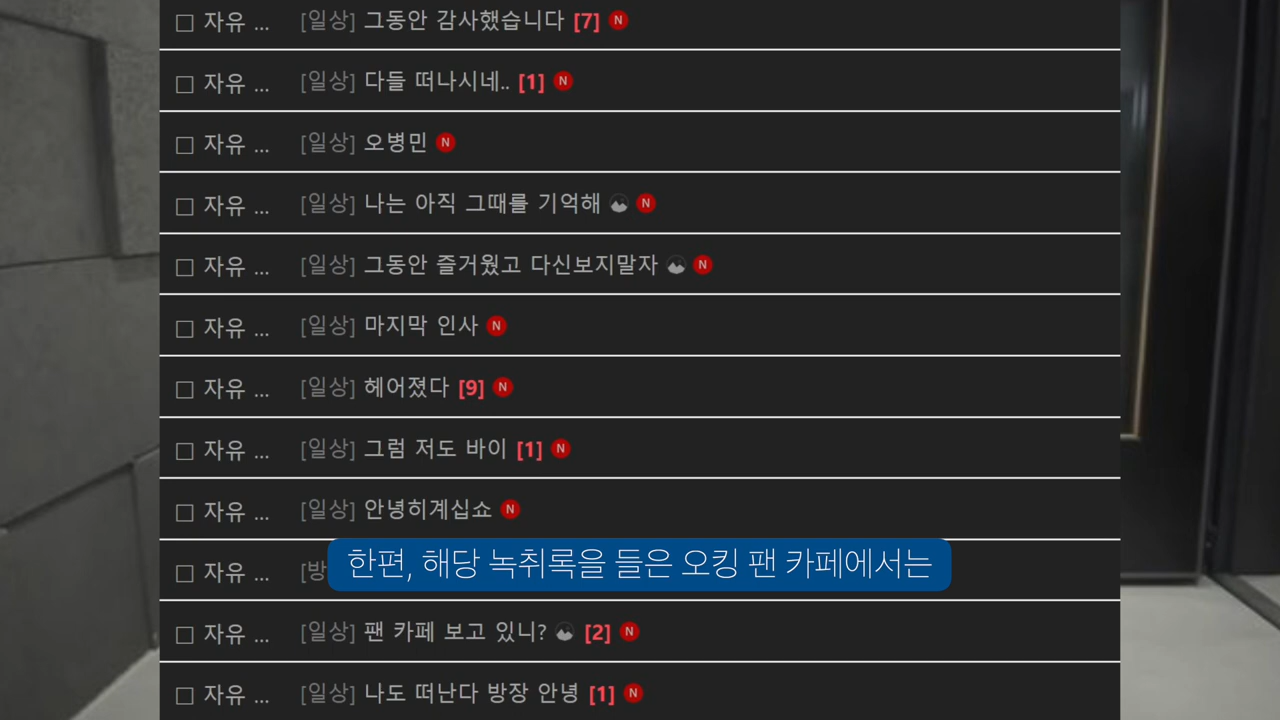 자유 ... [일상] 그동안 감사했습니다 [7] N
자유 ... [일상] 다들 떠나시네.. [1] N
자유 ... [일상] 오병민 N
자유 ... [일상] 나는 아직 그때를 기억해 N
자유 ... [일상] 그동안 즐거웠고 다신보지말자 N
자유 ... [일상] 마지막 인사 N
자유 ... [일상] 헤어졌다 [9] N
자유 ... [일상] 그럼 저도 바이 [1] N
자유 ... [일상] 안녕히계십쇼 N
자유 ... [방
한편, 해당 녹취록을 들은 오킹 팬 카페에서는
자유 ... [일상] 팬 카페 보고 있니? [2] N
자유 ... [일상] 나도 떠난다 방장 안녕 [1] N